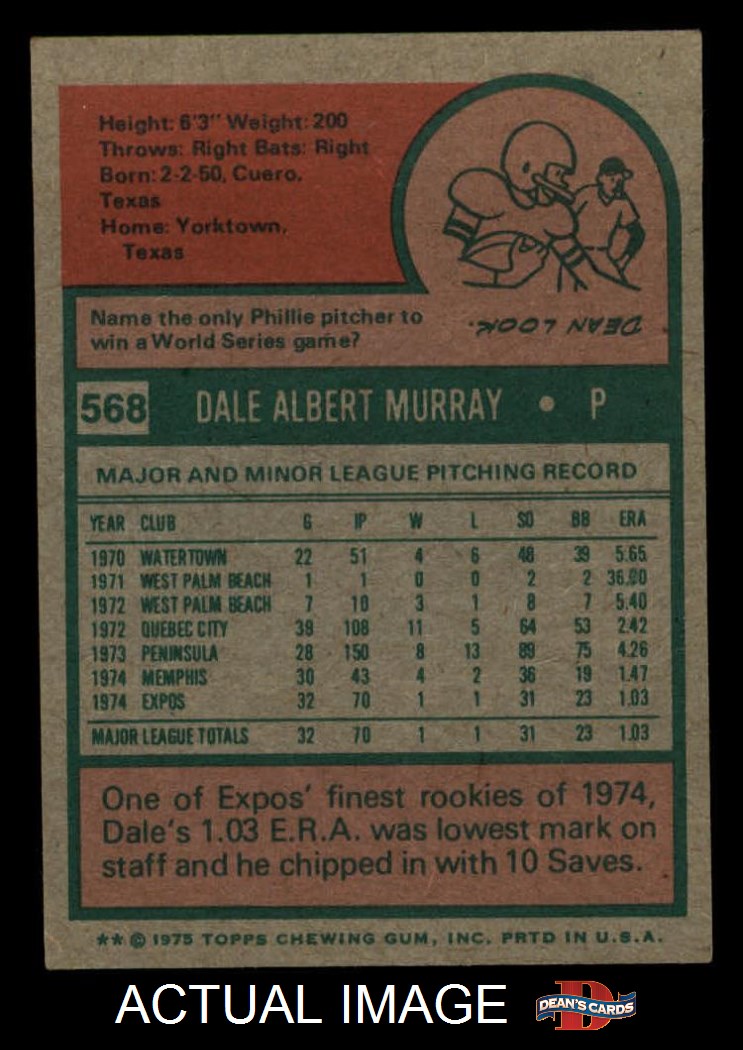 Height: 6'3" Weight: 200
Throws: Right Bats: Right
Born: 2-2-50, Cuero,
Texas
Home: Yorktown,
Texas
Name the only Phillie pitcher to
win a World Series game?
DEAN LOOK.
568 DALE ALBERT MURRAY • P
MAJOR AND MINOR LEAGUE PITCHING RECORD
YEAR CLUB G IP W L SO BB ERA
1970 WATERTOWN 22 51 4 6 48 39 5.65
1971 WEST PALM BEACH 1 1 0 0 2 2 36.00
1972 WEST PALM BEACH 7 10 3 1 8 7 5.40
1972 QUEBEC CITY 39 108 11 5 64 53 2.42
1973 PENINSULA 28 150 8 13 89 75 4.26
1974 MEMPHIS 30 43 4 2 36 19 1.47
1974 EXPOS 32 70 1 1 31 23 1.03
MAJOR LEAGUE TOTALS 32 70 1 1 31 23 1.03
One of Expos' finest rookies of 1974,
Dale's 1.03 E.R.A. was lowest mark on
staff and he chipped in with 10 Saves.
** © 1975 TOPPS CHEWING GUM, INC. PRTD IN U.S.A.
ACTUAL IMAGE
D
DEAN'S CARDS